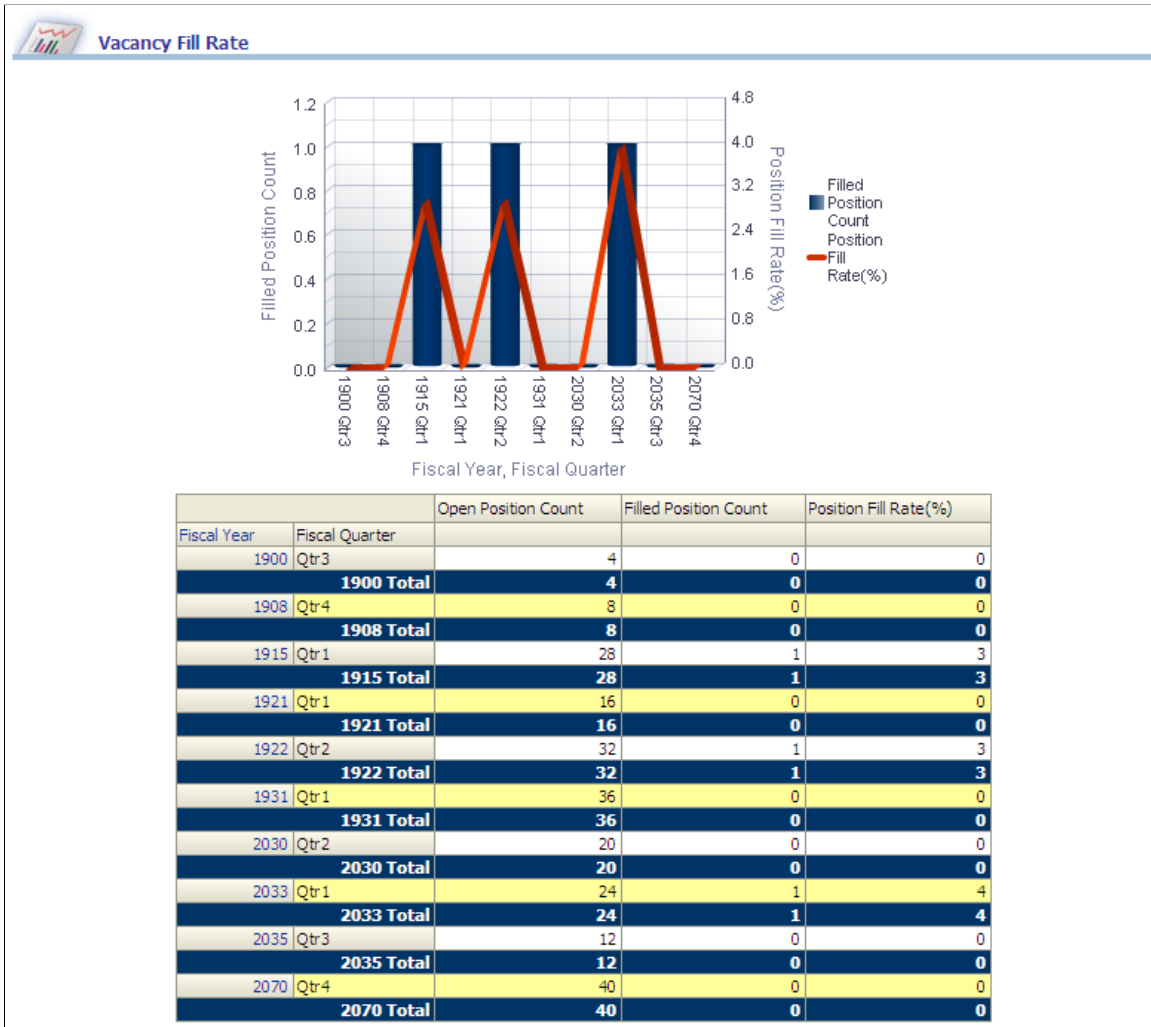 Vacancy Fill Rate
1.2
1.0
0.8
0.6
0.4
0.2
0.0
Filled Position Count
4.8
4.0
3.2
2.4
1.6
0.8
0.0
Position Fill Rate(%)
Filled
Position
Count
Position
Fill
Rate(%)
1900 Qtr3
1908 Qtr4
1915 Qtr1
1921 Qtr1
1922 Qtr2
1931 Qtr1
2030 Qtr2
2033 Qtr1
2035 Qtr3
2070 Qtr4
Fiscal Year, Fiscal Quarter
Open Position Count Filled Position Count Position Fill Rate(%)
Fiscal Year Fiscal Quarter
1900 Qtr3 4 0 0
1900 Total 4 0 0
1908 Qtr4 8 0 0
1908 Total 8 0 0
1915 Qtr1 28 1 3
1915 Total 28 1 3
1921 Qtr1 16 0 0
1921 Total 16 0 0
1922 Qtr2 32 1 3
1922 Total 32 1 3
1931 Qtr1 36 0 0
1931 Total 36 0 0
2030 Qtr2 20 0 0
2030 Total 20 0 0
2033 Qtr1 24 1 4
2033 Total 24 1 4
2035 Qtr3 12 0 0
2035 Total 12 0 0
2070 Qtr4 40 0 0
2070 Total 40 0 0